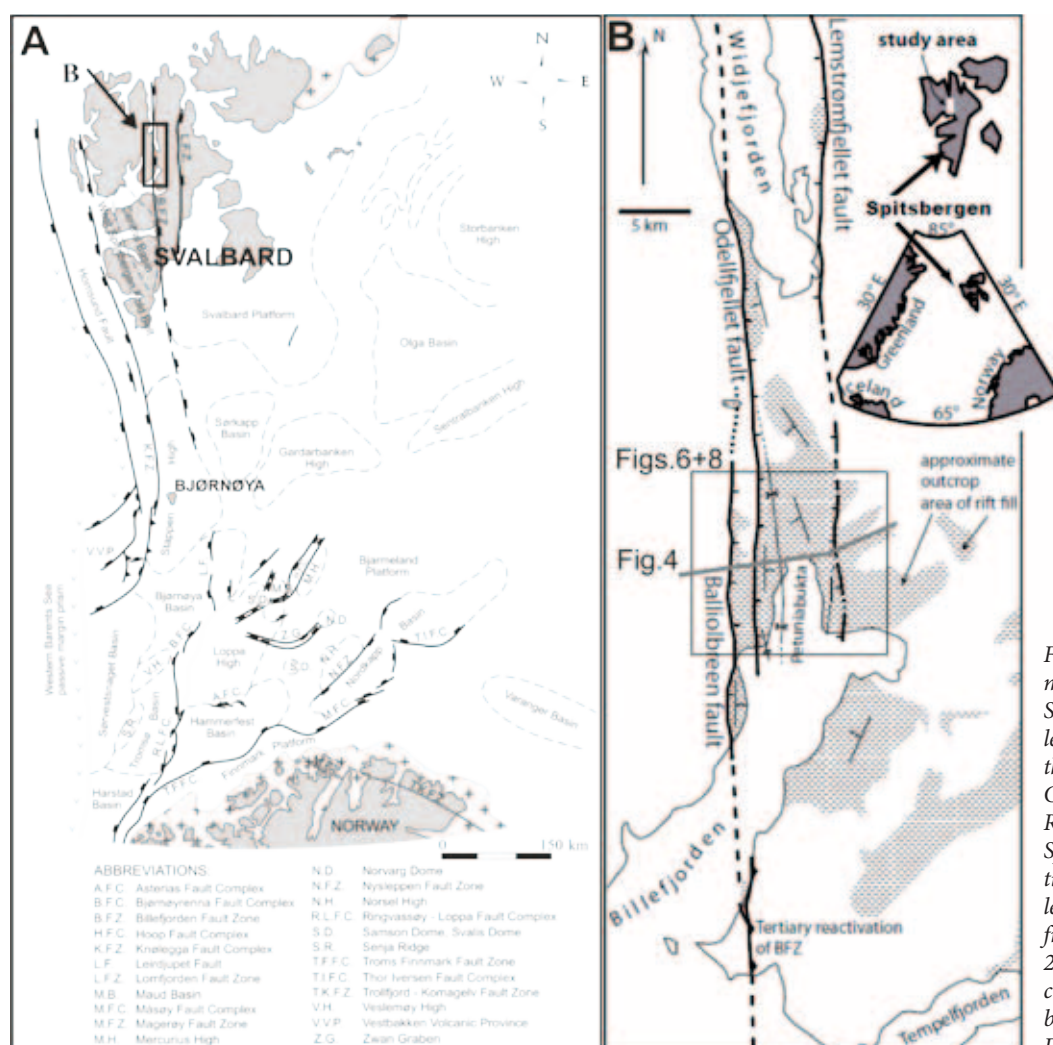 A
B
N
W E
S
L.F.Z.
B.F.Z.
SVALBARD
Hornsund Fault
Storbanken
High
Svalbard Platform
Olga Basin
Sentralbanken High
Sørkapp
Basin
Gardarbanken
High
K.F.Z.
Stappen High
BJØRNØYA
V.V.P.
L.F.
M.H.
Bjarmeland
Platform
Bjørnøya
Basin
Western Barents Sea
passive margin prism
B.F.C.
V.H.
Loppa
High
Z.G.
N.D.
S.D.
N.R.
N.F.Z.
Nordkapp Basin
T.I.F.C.
Sørvestsnaget Basin
S.R.
Tromsø Basin
R.L.F.C.
A.F.C.
Hammerfest
Basin
M.F.C.
Varanger Basin
Finnmark Platform
Harstad
Basin
T.F.F.C.
NORWAY
0 150 km
ABBREVIATIONS:
A.F.C. Asterias Fault Complex
B.F.C. Bjørnøyrenna Fault Complex
B.F.Z. Billefjorden Fault Zone
H.F.C. Hoop Fault Complex
K.F.Z. Knølegga Fault Complex
L.F. Leirdjupet Fault
L.F.Z. Lomfjorden Fault Zone
M.B. Maud Basin
M.F.C. Måsøy Fault Complex
M.F.Z. Magerøy Fault Zone
M.H. Mercurius High
N.D. Norvarg Dome
N.F.Z. Nysleppen Fault Zone
N.H. Norsel High
R.L.F.C. Ringvassøy - Loppa Fault Complex
S.D. Samson Dome, Svalis Dome
S.R. Senja Ridge
T.F.F.C. Troms Finnmark Fault Zone
T.I.F.C. Thor Iversen Fault Complex
T.K.F.Z. Trollfjord - Komagelv Fault Zone
V.H. Veslemøy High
V.V.P. Vestbakken Volcanic Province
Z.G. Zwan Graben
B
N
5 km
Widjefjorden
Lemstrømfjellet fault
Odellfjellet fault
study area
Spitsbergen
85°
30° E
30° E
Greenland
Iceland
Norway
65°
Figs.6+8
Fig.4
approximate
outcrop
area of rift fill
Balliolbreen fault
Petuniabukta
Billefjorden
Tertiary reactivation
of BFZ
Tempelfjorden